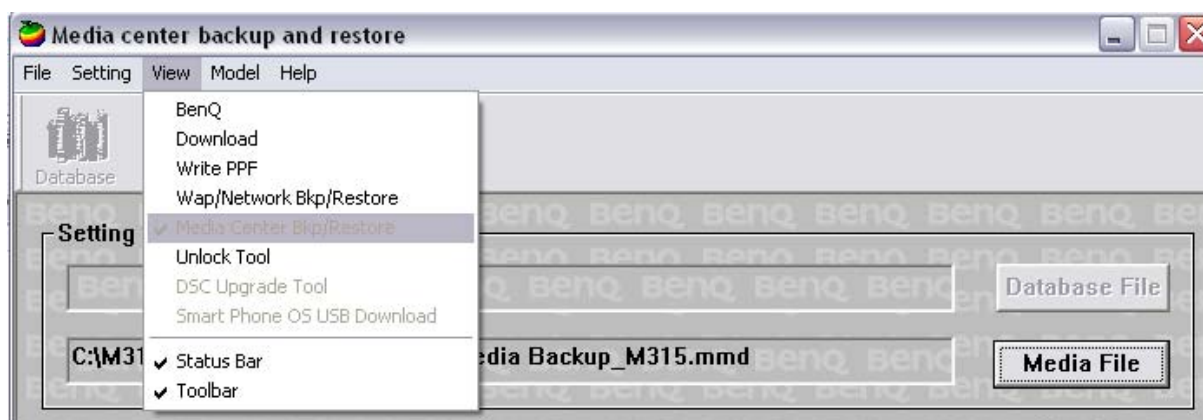 Media center backup and restore
File Setting View Model Help
BenQ
Download
Write PPF
Wap/Network Bkp/Restore
Media Center Bkp/Restore
Unlock Tool
DSC Upgrade Tool
Smart Phone OS USB Download
Status Bar
Toolbar
Database
Setting
Database File
C:\M31
edia Backup_M315.mmd
Media File